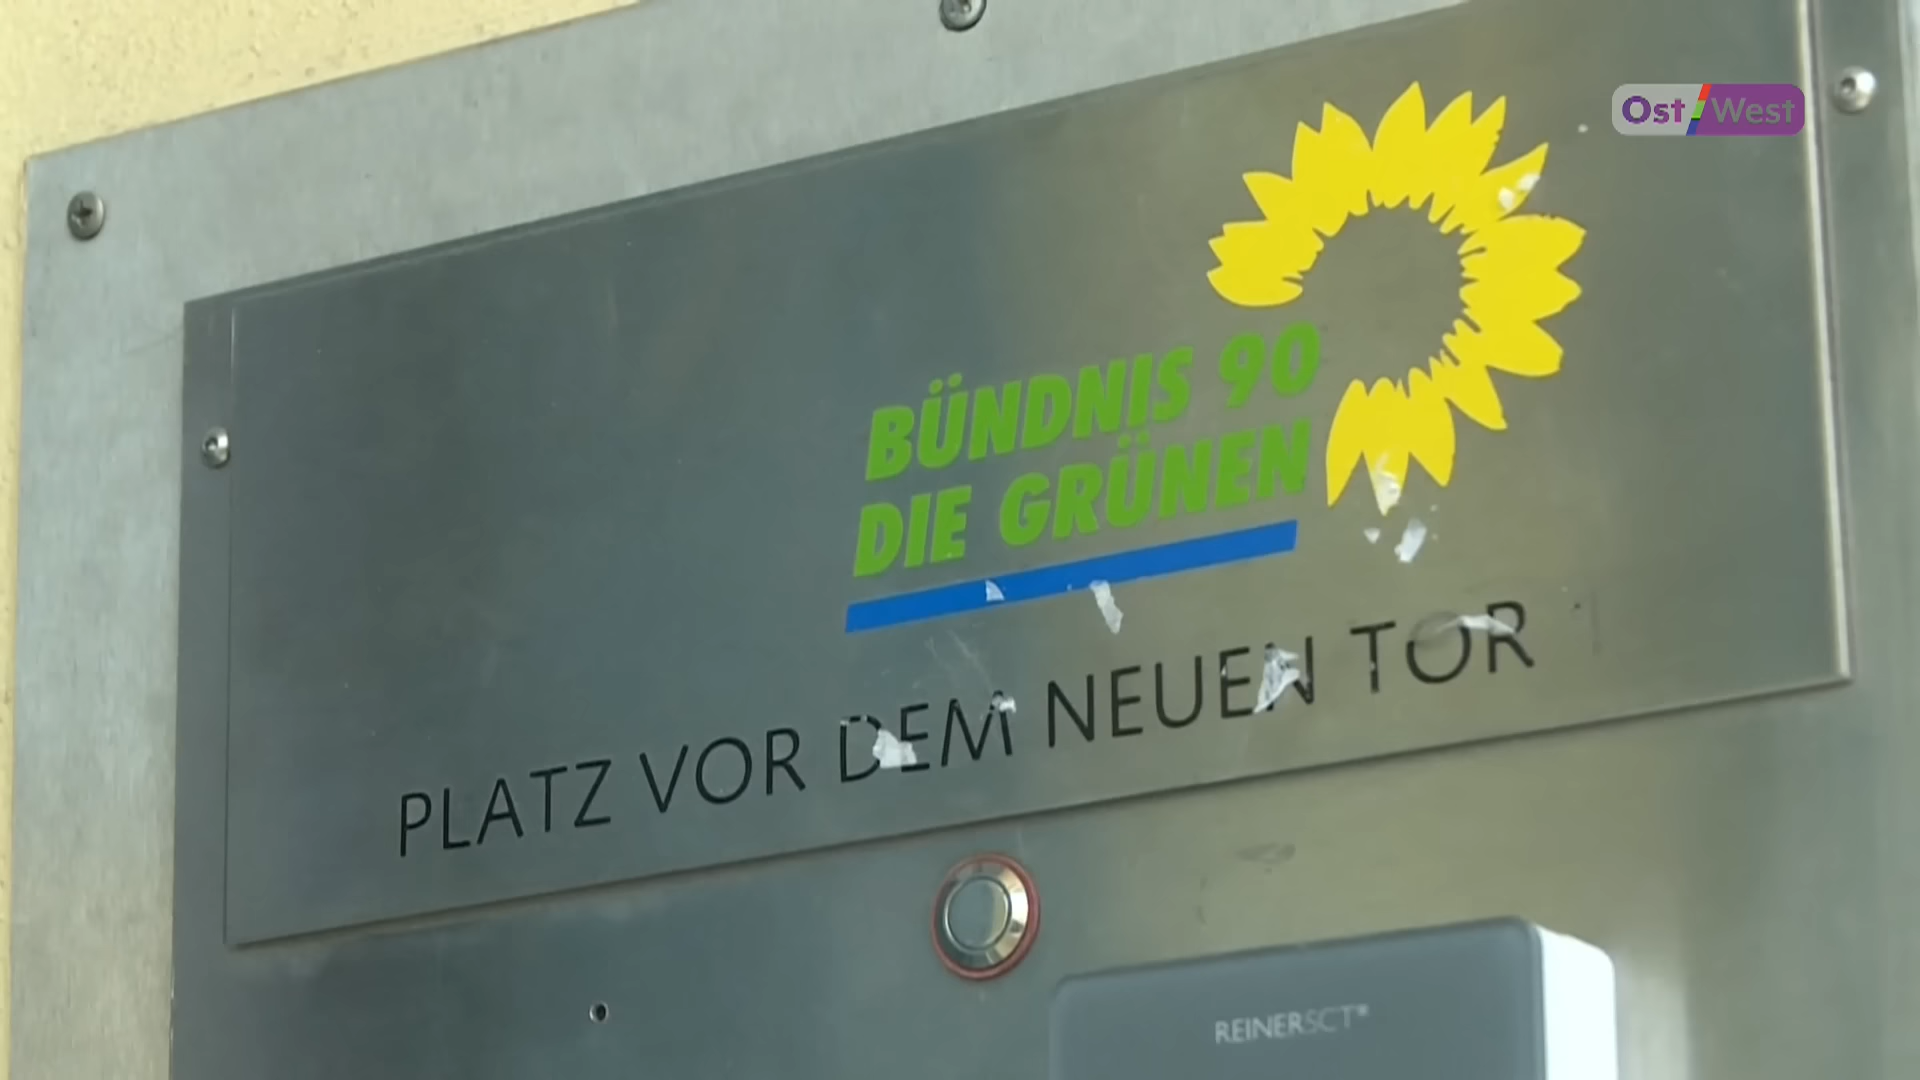 Ost/West
BÜNDNIS 90
DIE GRÜNEN
PLATZ VOR DEM NEUEN TOR
REINERSCT®